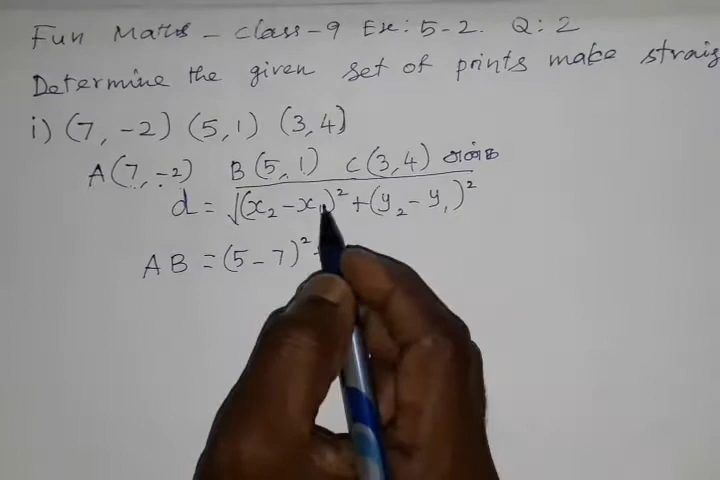 Fun Maths - class-9 Ex: 5-2. Q: 2
Determine the given set of points make straig
i) (7, -2) (5, 1) (3, 4)
A(7, -2) B(5, 1) C(3, 4) என்க
d = √(x₂ - x₁)² + (y₂ - y₁)²
AB = (5 - 7)²